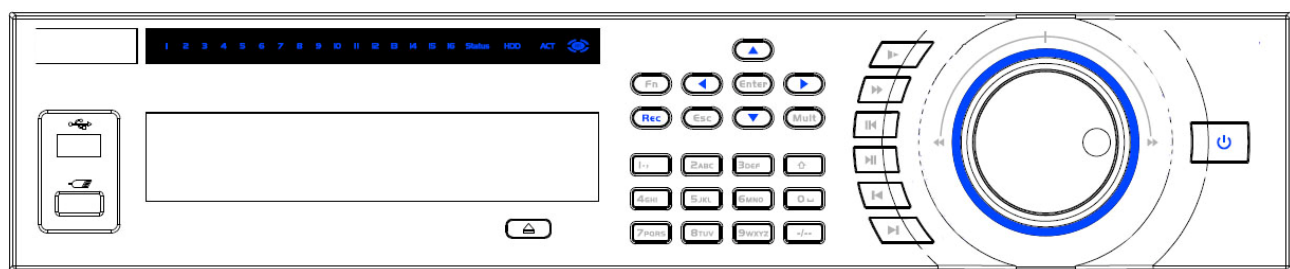 1 2 3 4 5 6 7 8 9 10 11 12 13 14 15 16 Status HDD ACT
Fn Enter
Rec Esc Mult
1 2ABC 3DEF
4GHI 5JKL 6MNO 0
7PQRS 8TUV 9WXYZ -/--